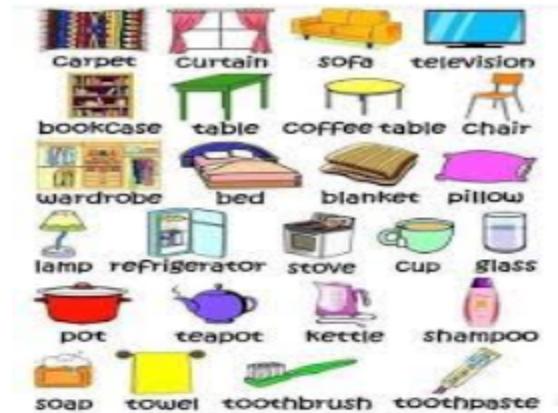 carpet curtain sofa television
bookcase table coffee table chair
wardrobe bed blanket pillow
lamp refrigerator stove cup glass
pot teapot kettle shampoo
soap towel toothbrush toothpaste